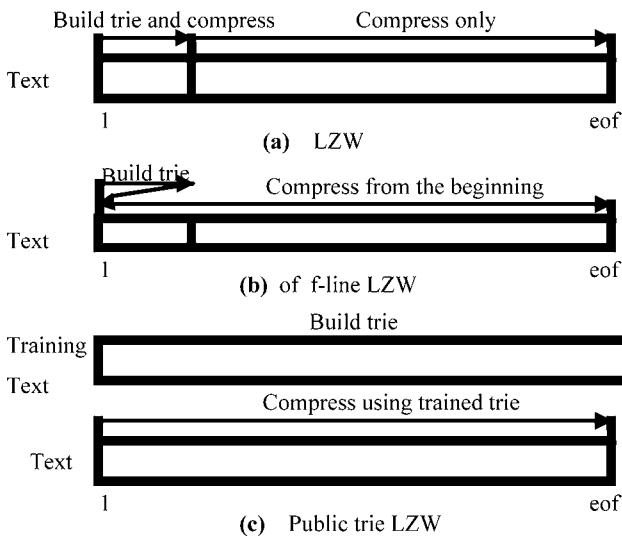 Build trie and compress Compress only
Text
1 eof
(a) LZW
Build trie
Compress from the beginning
Text
1 eof
(b) of f-line LZW
Build trie
Training
Text
Compress using trained trie
Text
1 eof
(c) Public trie LZW